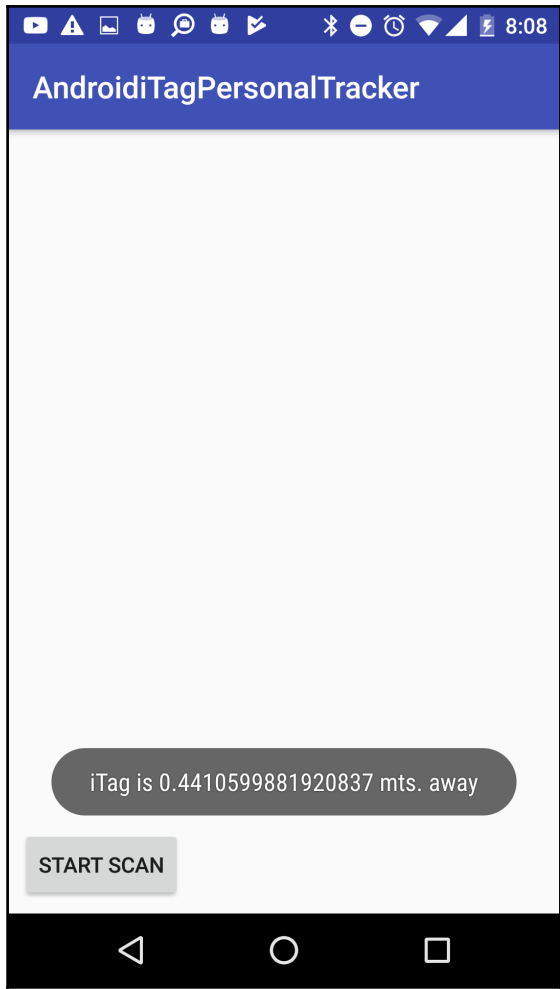 8:08
AndroidiTagPersonalTracker
iTag is 0.4410599881920837 mts. away
START SCAN